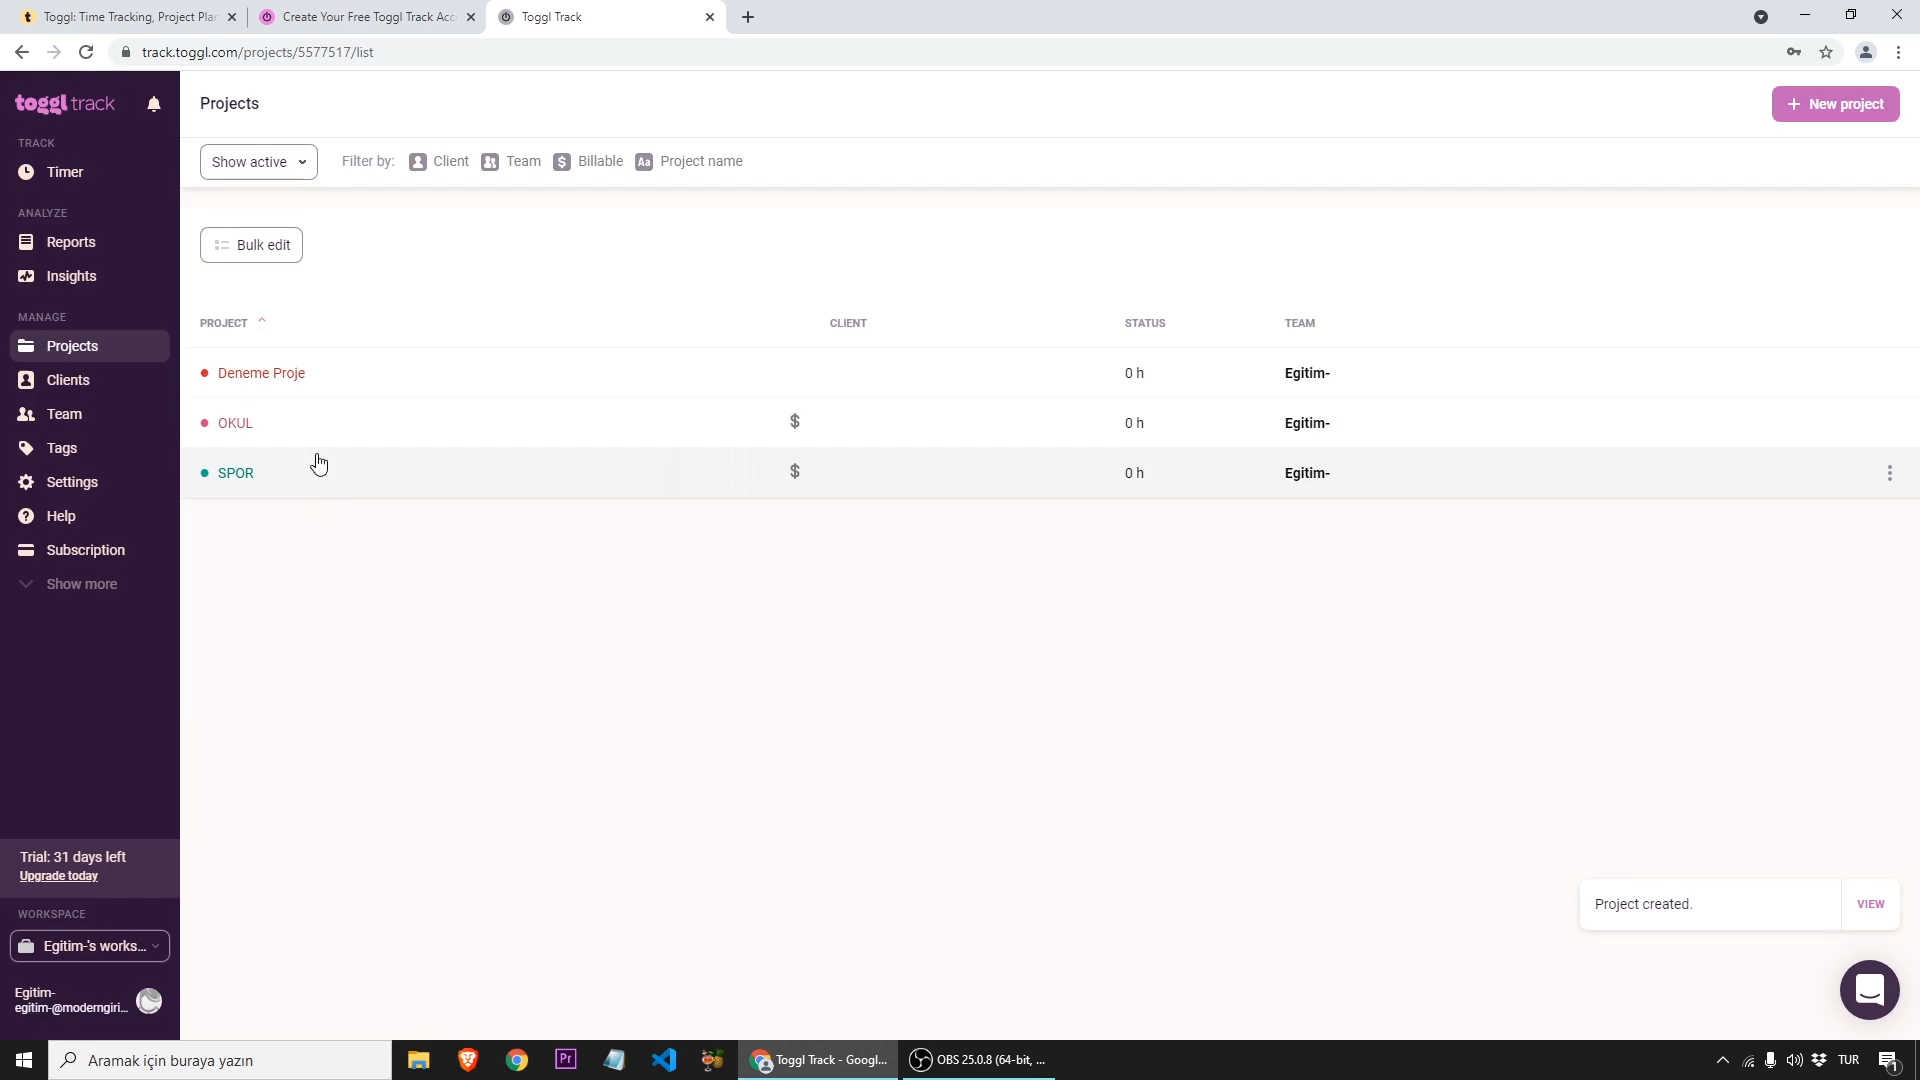 Toggl: Time Tracking, Project Plan
Create Your Free Toggl Track Acc
Toggl Track
track.toggl.com/projects/5577517/list
toggl track
Projects
New project
TRACK
Timer
Show active
Filter by:
Client
Team
$
Billable
Aa
Project name
ANALYZE
Reports
Insights
Bulk edit
MANAGE
Projects
Clients
Team
Tags
Settings
Help
Subscription
Show more
PROJECT
CLIENT
STATUS
TEAM
Deneme Proje
0 h
Egitim-
OKUL
$
0 h
Egitim-
SPOR
$
0 h
Egitim-
Trial: 31 days left
Upgrade today
WORKSPACE
Egitim-'s works...
Egitim-
egitim-@moderngiri...
Project created.
VIEW
Aramak için buraya yazın
Pr
Toggl Track - Googl...
OBS 25.0.8 (64-bit, ...
TUR
1